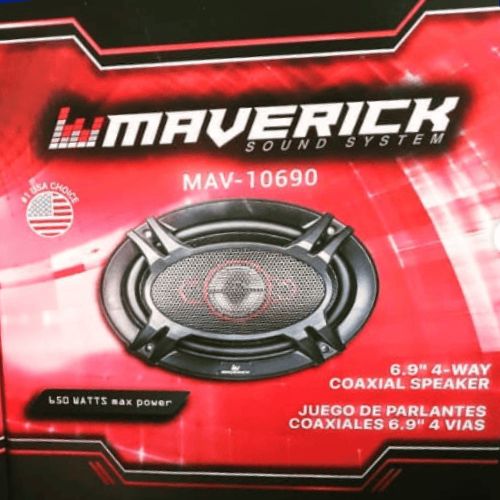 MAVERICK
SOUND SYSTEM
MAV-10690
#1 USA CHOICE
6.9" 4-WAY
COAXIAL SPEAKER
650 WATTS max power
JUEGO DE PARLANTES
COAXIALES 6.9" 4 VIAS